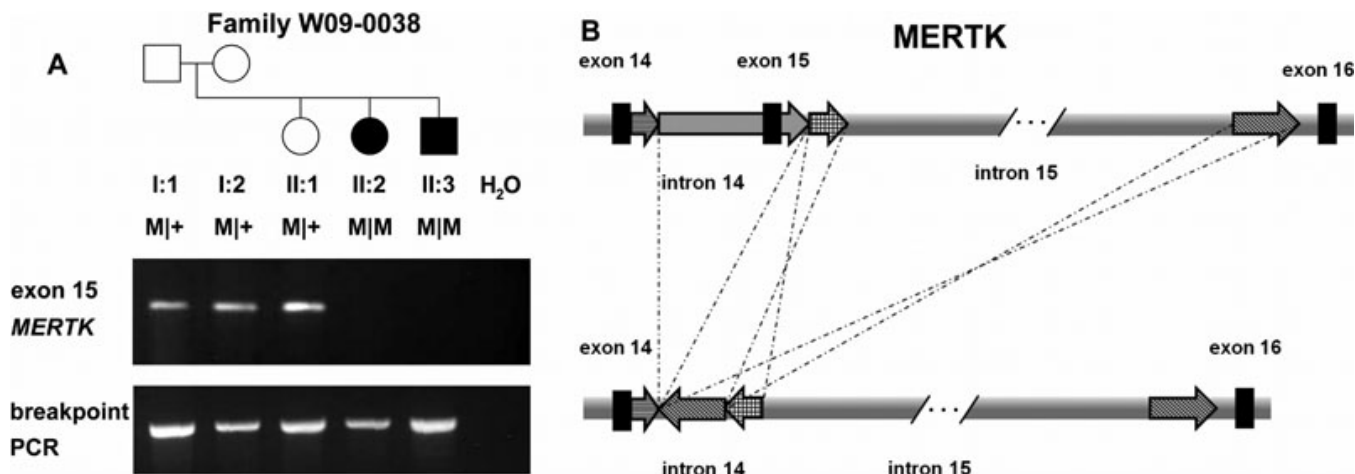 Family W09-0038
A
I:1 I:2 II:1 II:2 II:3 H₂O
M|+ M|+ M|+ M|M M|M
exon 15
MERTK
breakpoint
PCR
B
MERTK
exon 14 exon 15 exon 16
intron 14 intron 15
...
exon 14 exon 16
...
intron 14 intron 15